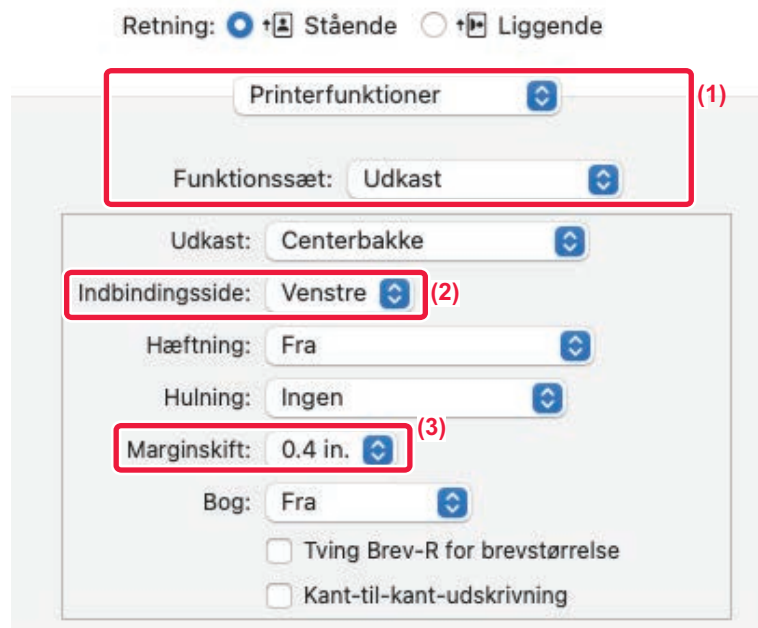 Retning: Stående Liggende
Printerfunktioner (1)
Funktionssæt: Udkast
Udkast: Centerbakke
Indbindingsside: Venstre (2)
Hæftning: Fra
Hulning: Ingen
Marginskift: 0.4 in. (3)
Bog: Fra
Tving Brev-R for brevstørrelse
Kant-til-kant-udskrivning